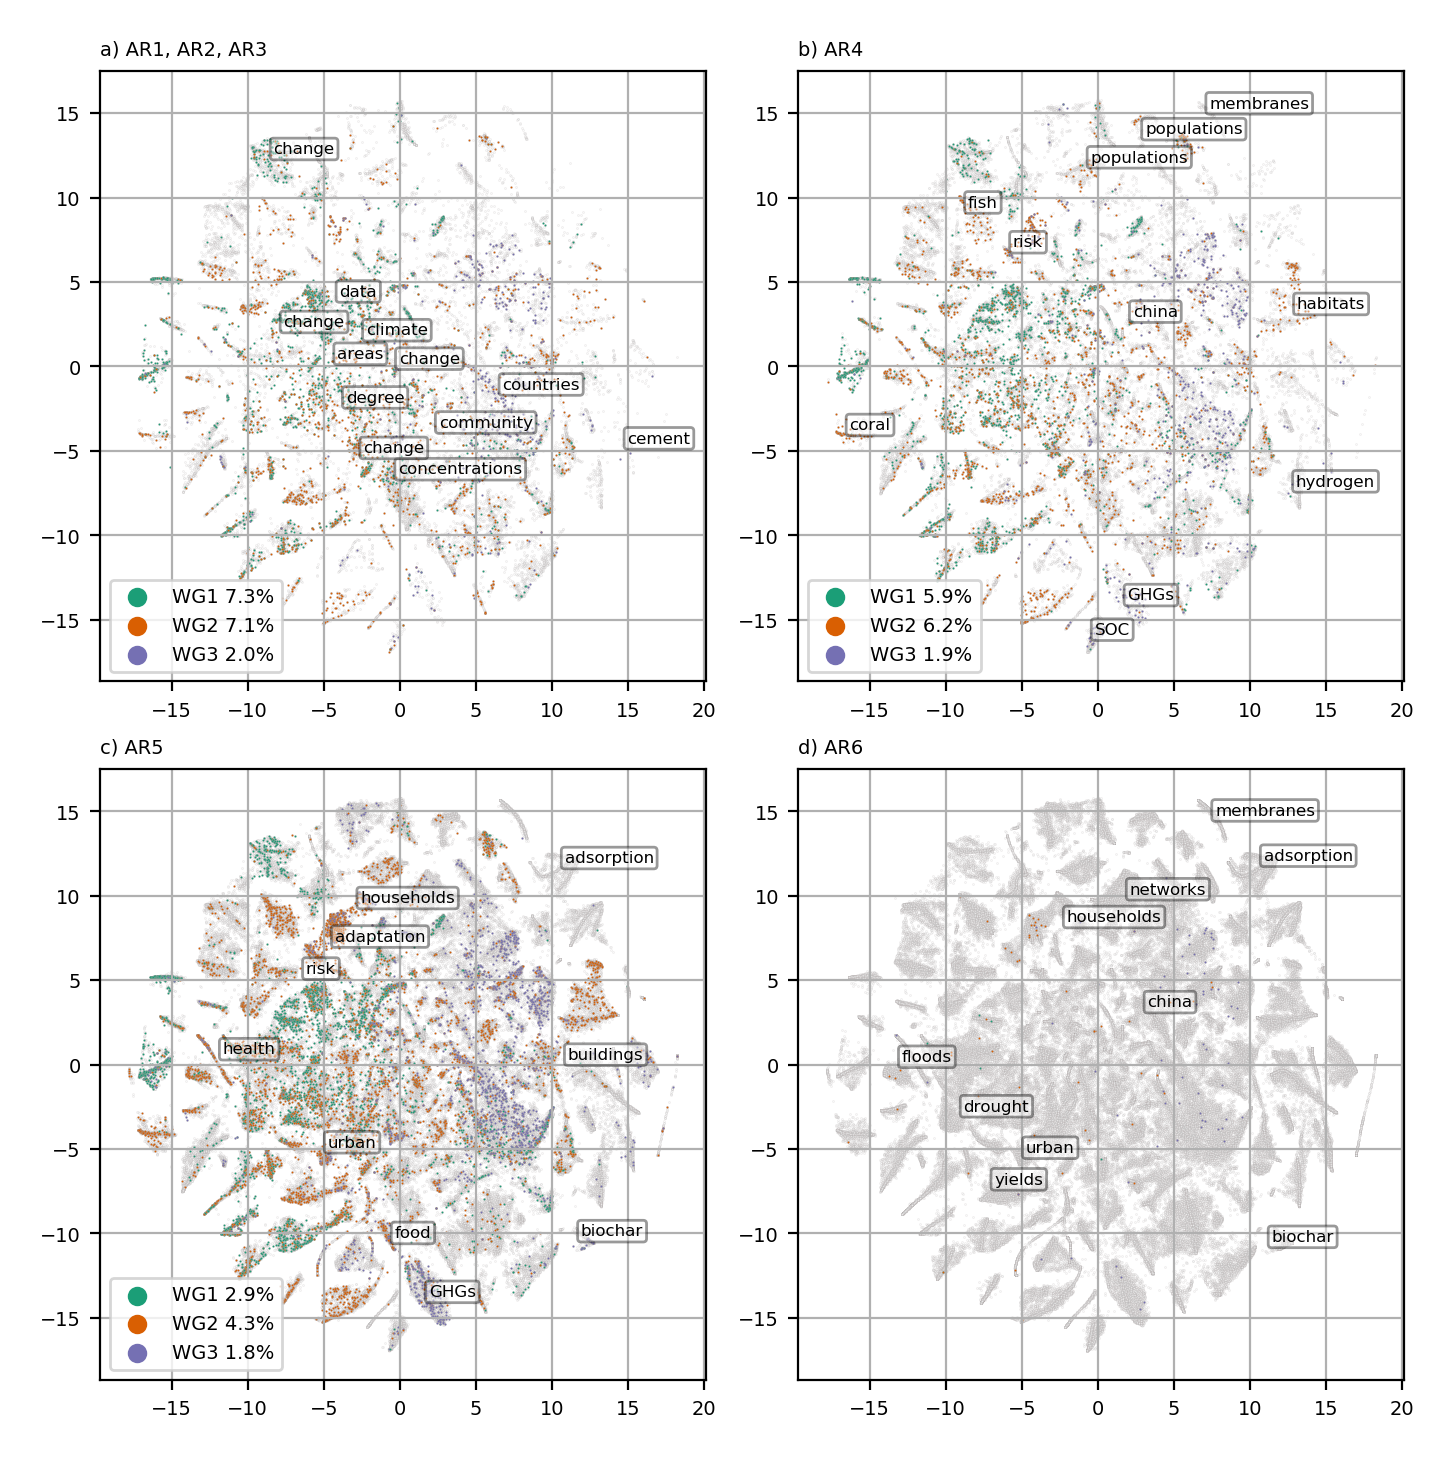 a) AR1, AR2, AR3
15
10
5
0
−5
−10
−15
change
data
change
climate
areas
change
countries
degree
community
cement
change
concentrations
WG1 7.3%
WG2 7.1%
WG3 2.0%
−15 −10 −5 0 5 10 15 20
b) AR4
15
10
5
0
−5
−10
−15
membranes
populations
populations
fish
risk
habitats
china
coral
hydrogen
GHGs
SOC
WG1 5.9%
WG2 6.2%
WG3 1.9%
−15 −10 −5 0 5 10 15 20
c) AR5
15
10
5
0
−5
−10
−15
adsorption
households
adaptation
risk
health
buildings
urban
food
biochar
GHGs
WG1 2.9%
WG2 4.3%
WG3 1.8%
−15 −10 −5 0 5 10 15 20
d) AR6
15
10
5
0
−5
−10
−15
membranes
adsorption
networks
households
china
floods
drought
urban
yields
biochar
−15 −10 −5 0 5 10 15 20